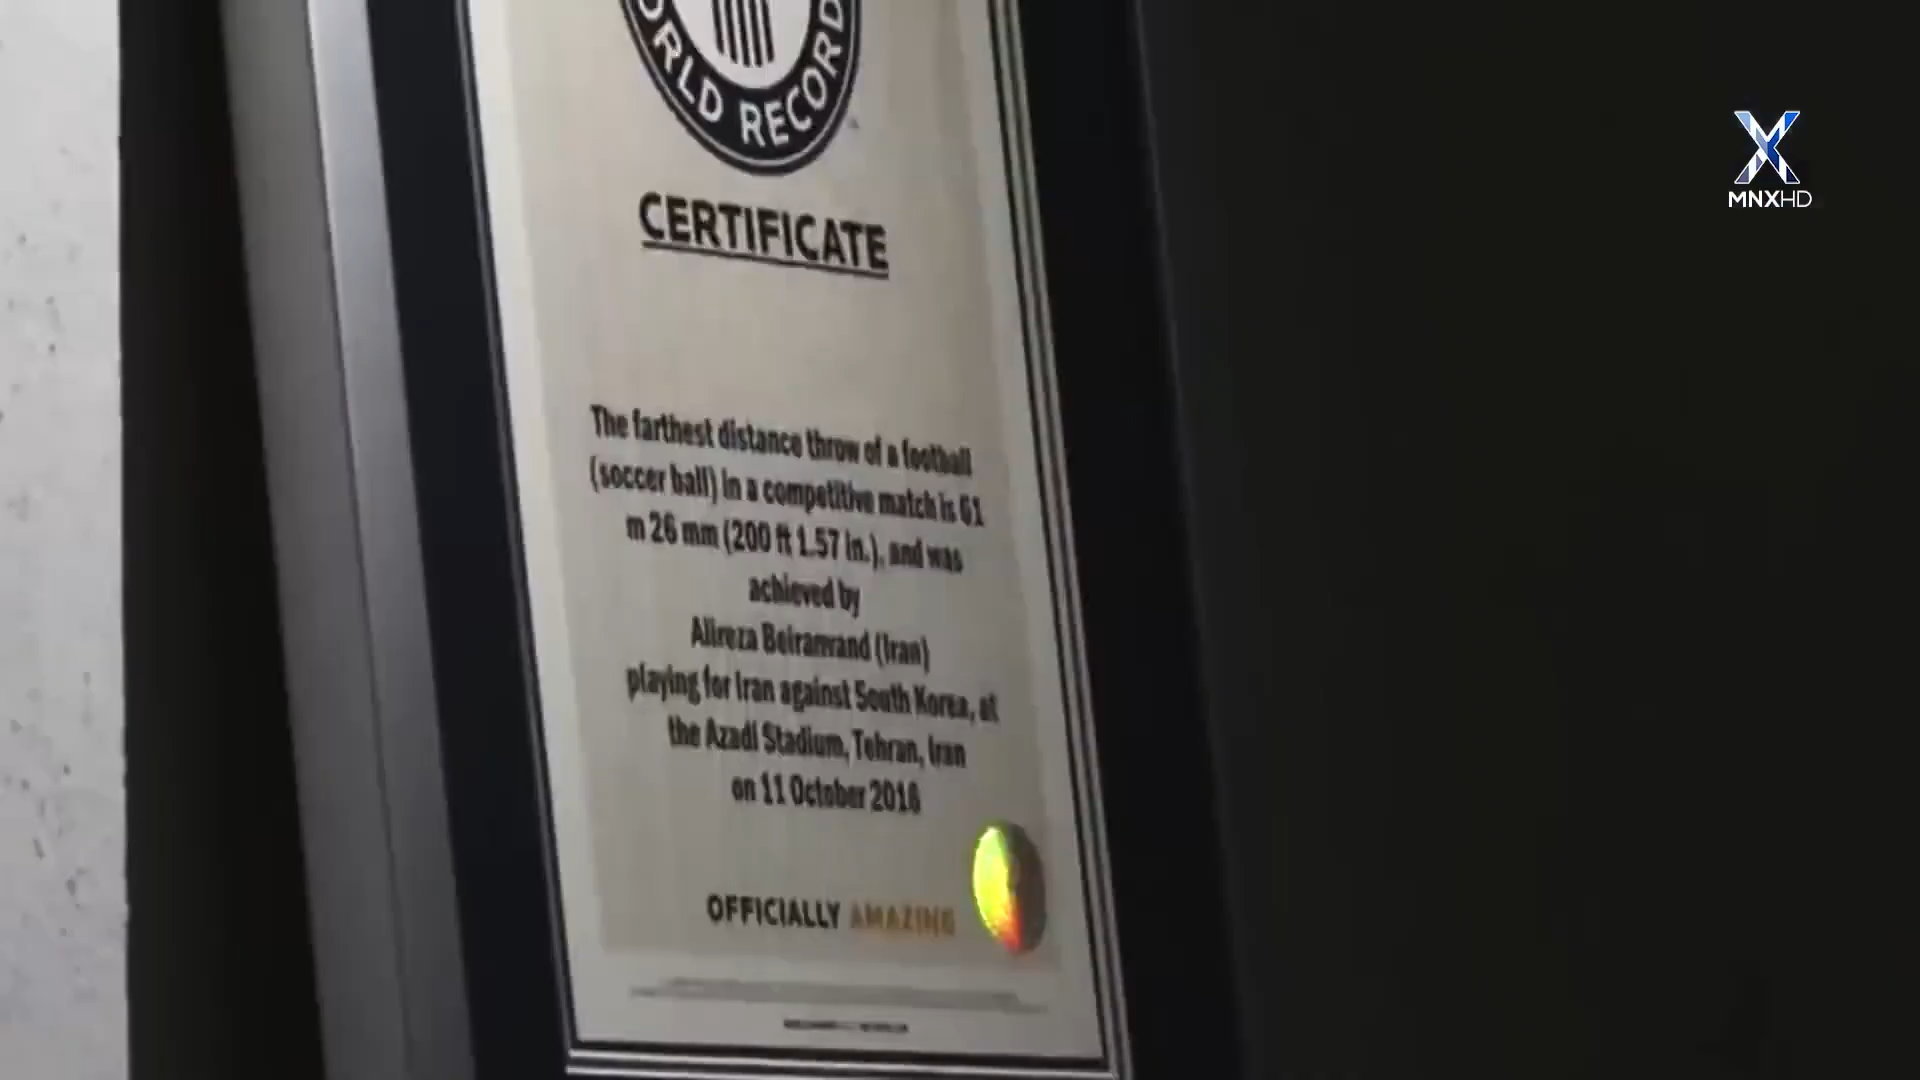 WORLD RECORD
MNXHD
CERTIFICATE
The farthest distance throw of a football
(soccer ball) in a competitive match is 61
m 26 mm (200 ft 1.57 in.), and was
achieved by
Alireza Beiranvand (Iran)
playing for Iran against South Korea, at
the Azadi Stadium, Tehran, Iran
on 11 October 2016
OFFICIALLY AMAZING